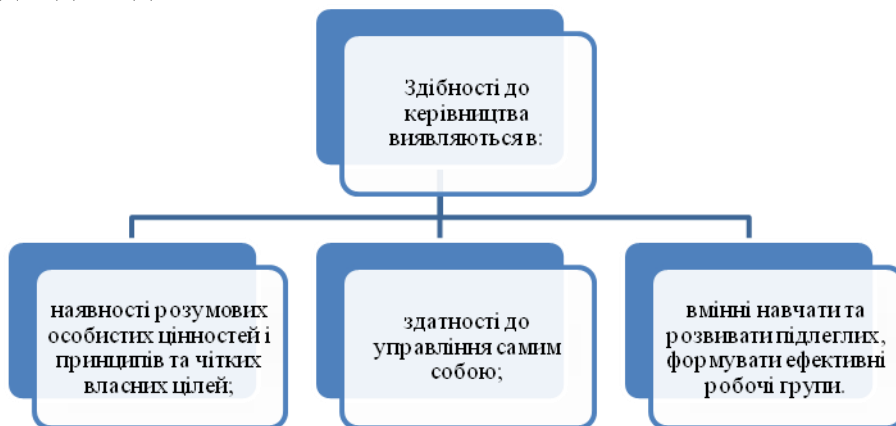 Здібності до
керівництва
виявляються в:
наявності розумових
особистих цінностей і
принципів та чітких
власних цілей;
здатності до
управління самим
собою;
вмінні навчати та
розвивати підлеглих,
формувати ефективні
робочі групи.